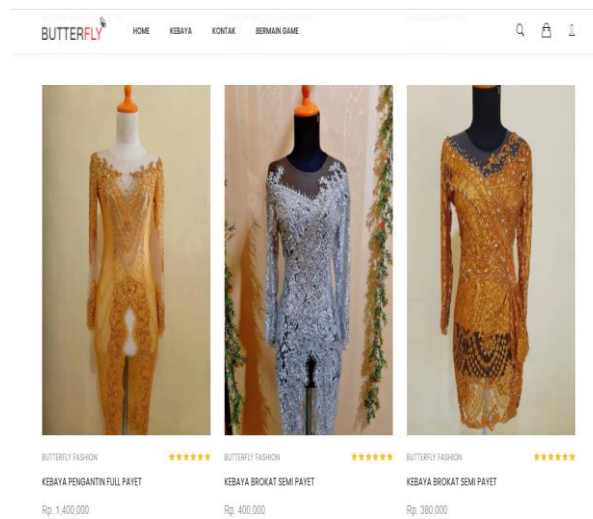 BUTTERFLY HOME KEBAYA KONTAK BERMAIN GAME
BUTTERFLY FASHION
KEBAYA PENGANTIN FULL PAYET
Rp. 1,400,000
BUTTERFLY FASHION
KEBAYA BROKAT SEMI PAYET
Rp. 400,000
BUTTERFLY FASHION
KEBAYA BROKAT SEMI PAYET
Rp. 380,000